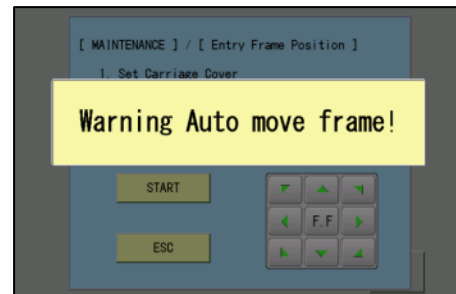 [ MAINTENANCE ] / [ Entry Frame Position ]
1. Set Carriage Cover
Warning Auto move frame!
START
F.F
ESC